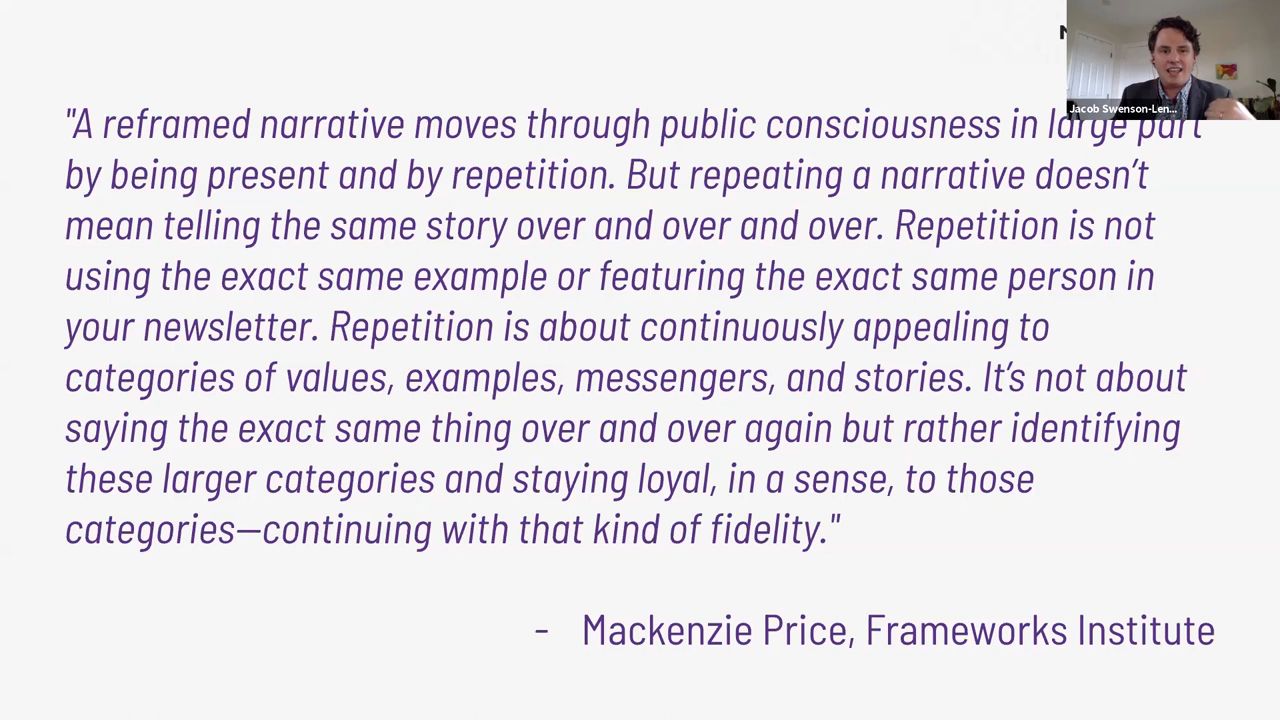 "A reframed narrative moves through public consciousness in large part
by being present and by repetition. But repeating a narrative doesn’t
mean telling the same story over and over and over. Repetition is not
using the exact same example or featuring the exact same person in
your newsletter. Repetition is about continuously appealing to
categories of values, examples, messengers, and stories. It’s not about
saying the exact same thing over and over again but rather identifying
these larger categories and staying loyal, in a sense, to those
categories—continuing with that kind of fidelity."
- Mackenzie Price, Frameworks Institute
Jacob Swenson-Len...